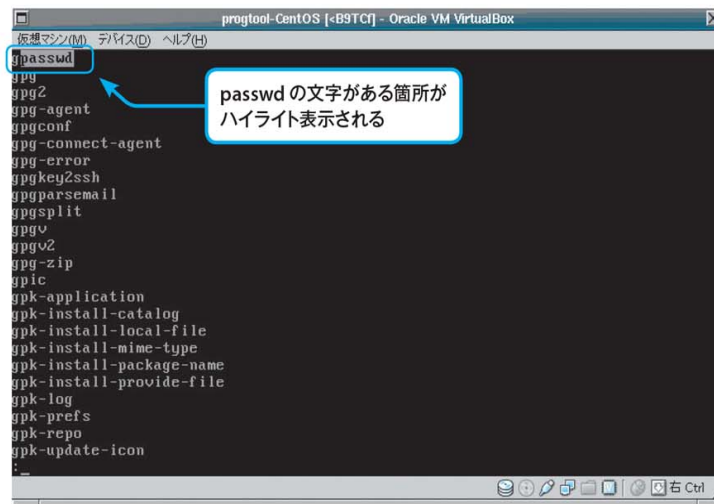 progtool-CentOS [<B9TCf] - Oracle VM VirtualBox
仮想マシン(M) デバイス(D) ヘルプ(H)
gpasswd
passwd の文字がある箇所が
ハイライト表示される
gpg
gpg2
gpg-agent
gpgconf
gpg-connect-agent
gpg-error
gpgkey2ssh
gpgparsemail
gpgsplit
gpgv
gpgv2
gpg-zip
gpic
gpk-application
gpk-install-catalog
gpk-install-local-file
gpk-install-mime-type
gpk-install-package-name
gpk-install-provide-file
gpk-log
gpk-prefs
gpk-repo
gpk-update-icon
:_
右 Ctrl